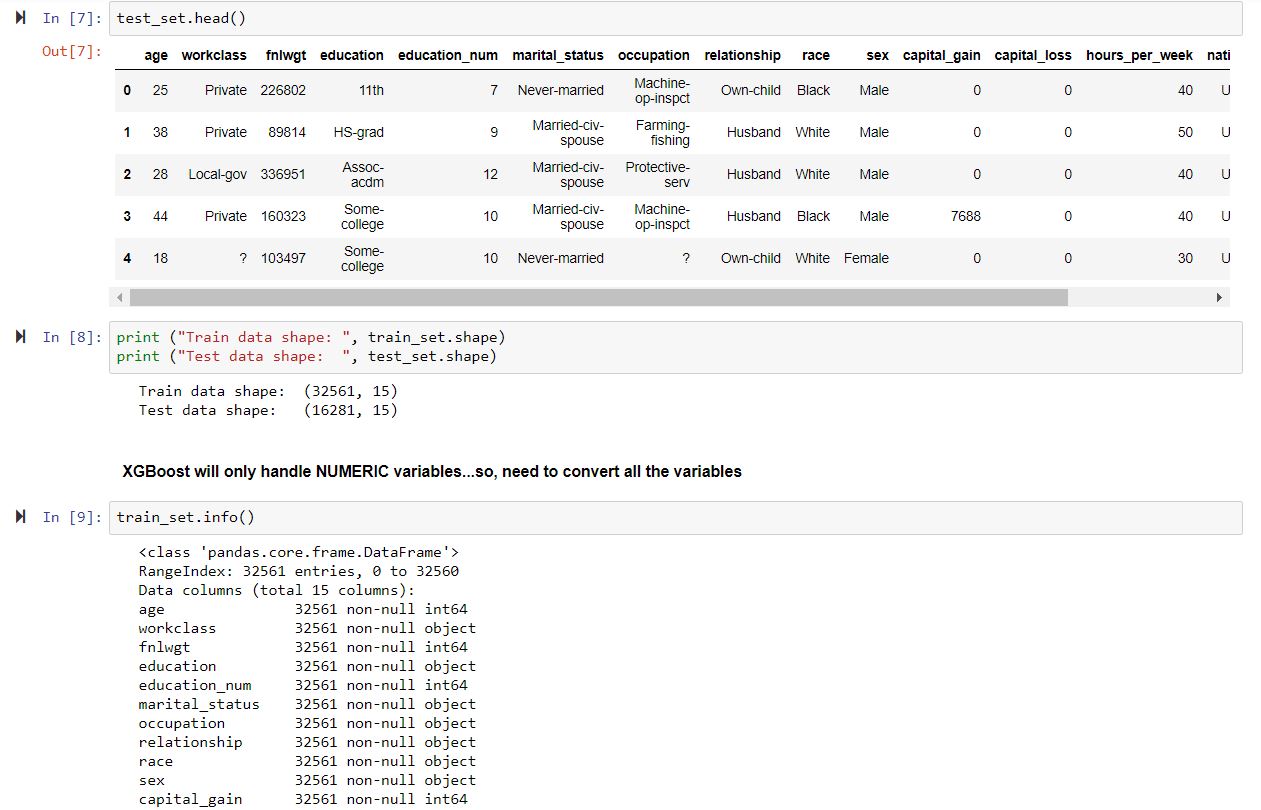 In [7]: test_set.head()
Out[7]:
age workclass fnlwgt education education_num marital_status occupation relationship race sex capital_gain capital_loss hours_per_week nati
0 25 Private 226802 11th 7 Never-married Machine-op-inspct Own-child Black Male 0 0 40 U
1 38 Private 89814 HS-grad 9 Married-civ-spouse Farming-fishing Husband White Male 0 0 50 U
2 28 Local-gov 336951 Assoc-acdm 12 Married-civ-spouse Protective-serv Husband White Male 0 0 40 U
3 44 Private 160323 Some-college 10 Married-civ-spouse Machine-op-inspct Husband Black Male 7688 0 40 U
4 18 ? 103497 Some-college 10 Never-married ? Own-child White Female 0 0 30 U
In [8]: print ("Train data shape: ", train_set.shape)
print ("Test data shape:  ", test_set.shape)
Train data shape:  (32561, 15)
Test data shape:   (16281, 15)
XGBoost will only handle NUMERIC variables...so, need to convert all the variables
In [9]: train_set.info()
<class 'pandas.core.frame.DataFrame'>
RangeIndex: 32561 entries, 0 to 32560
Data columns (total 15 columns):
age 32561 non-null int64
workclass 32561 non-null object
fnlwgt 32561 non-null int64
education 32561 non-null object
education_num 32561 non-null int64
marital_status 32561 non-null object
occupation 32561 non-null object
relationship 32561 non-null object
race 32561 non-null object
sex 32561 non-null object
capital_gain 32561 non-null int64